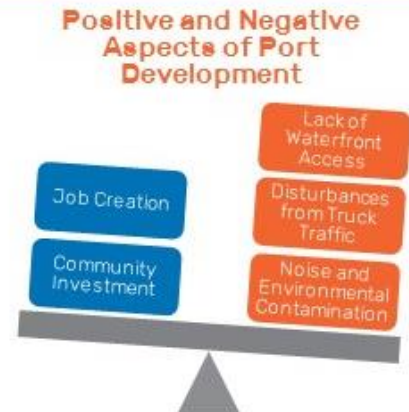 Positive and Negative
Aspects of Port
Development
Job Creation
Community
Investment
Lack of
Waterfront
Access
Disturbances
from Truck
Traffic
Noise and
Environmental
Contamination